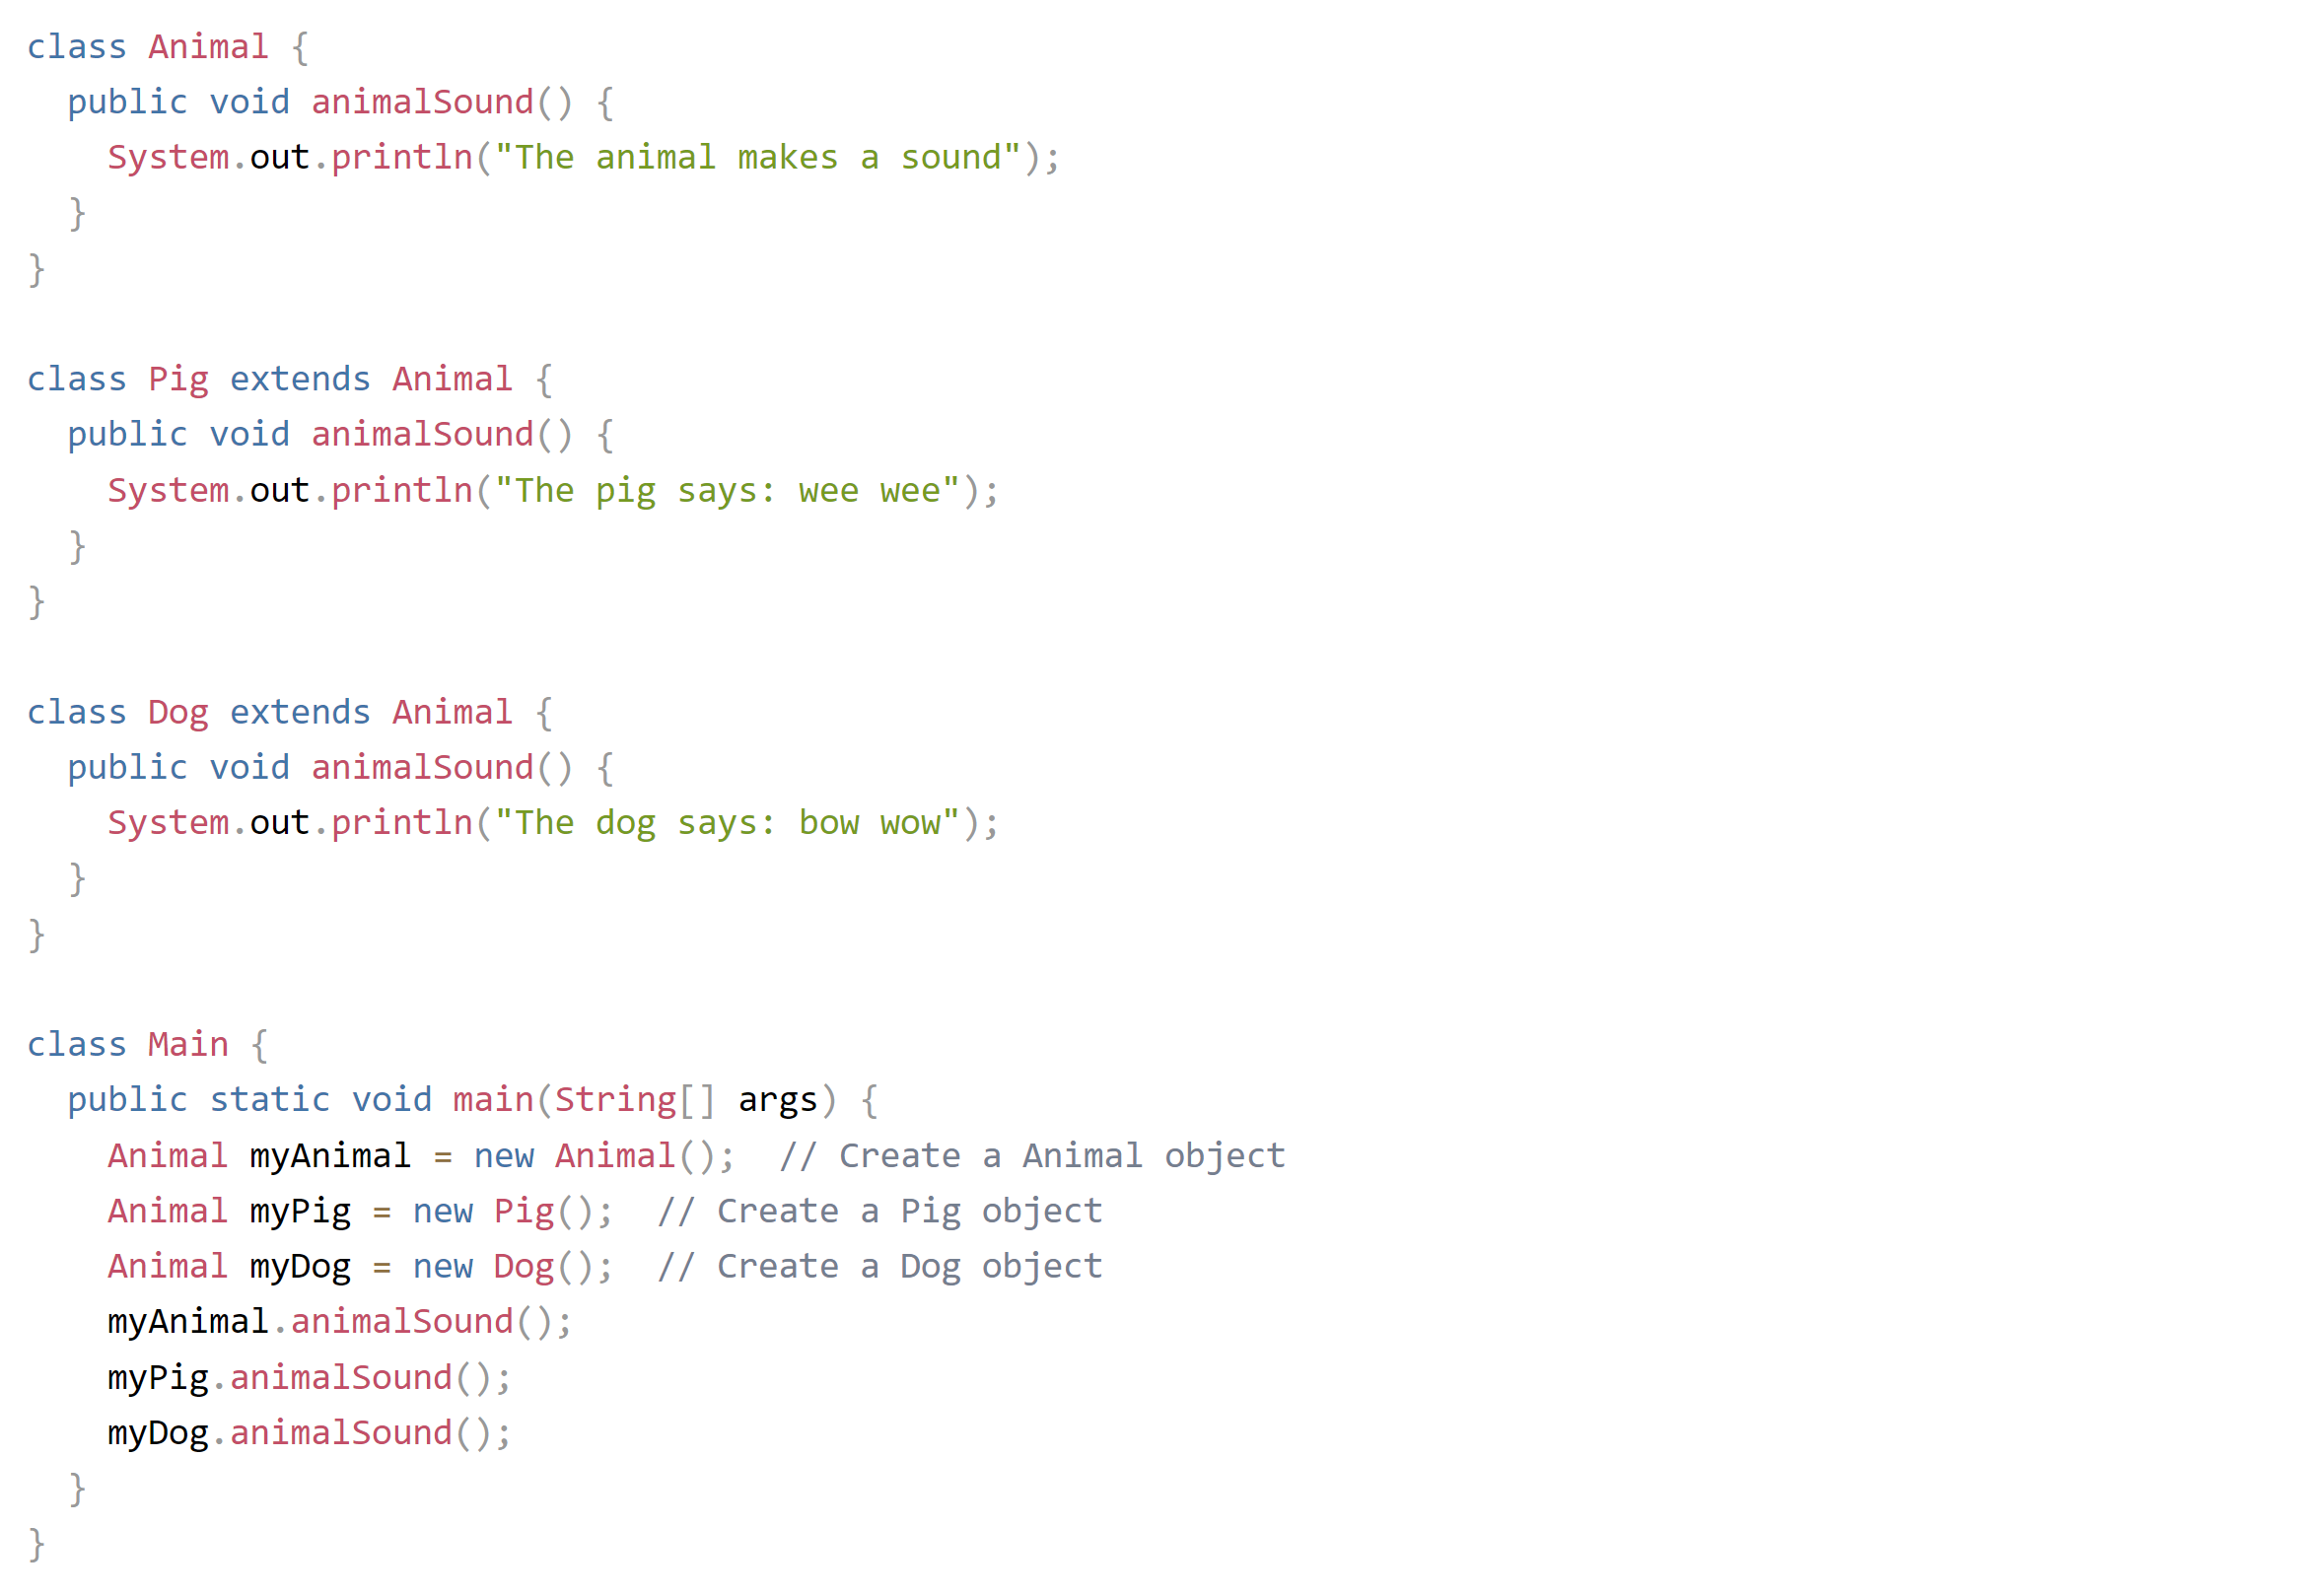 class Animal {
  public void animalSound() {
    System.out.println("The animal makes a sound");
  }
}

class Pig extends Animal {
  public void animalSound() {
    System.out.println("The pig says: wee wee");
  }
}

class Dog extends Animal {
  public void animalSound() {
    System.out.println("The dog says: bow wow");
  }
}

class Main {
  public static void main(String[] args) {
    Animal myAnimal = new Animal();  // Create a Animal object
    Animal myPig = new Pig();  // Create a Pig object
    Animal myDog = new Dog();  // Create a Dog object
    myAnimal.animalSound();
    myPig.animalSound();
    myDog.animalSound();
  }
}